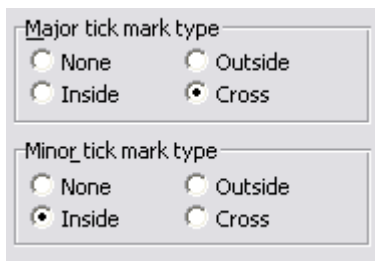 Major tick mark type
None Outside
Inside Cross
Minor tick mark type
None Outside
Inside Cross